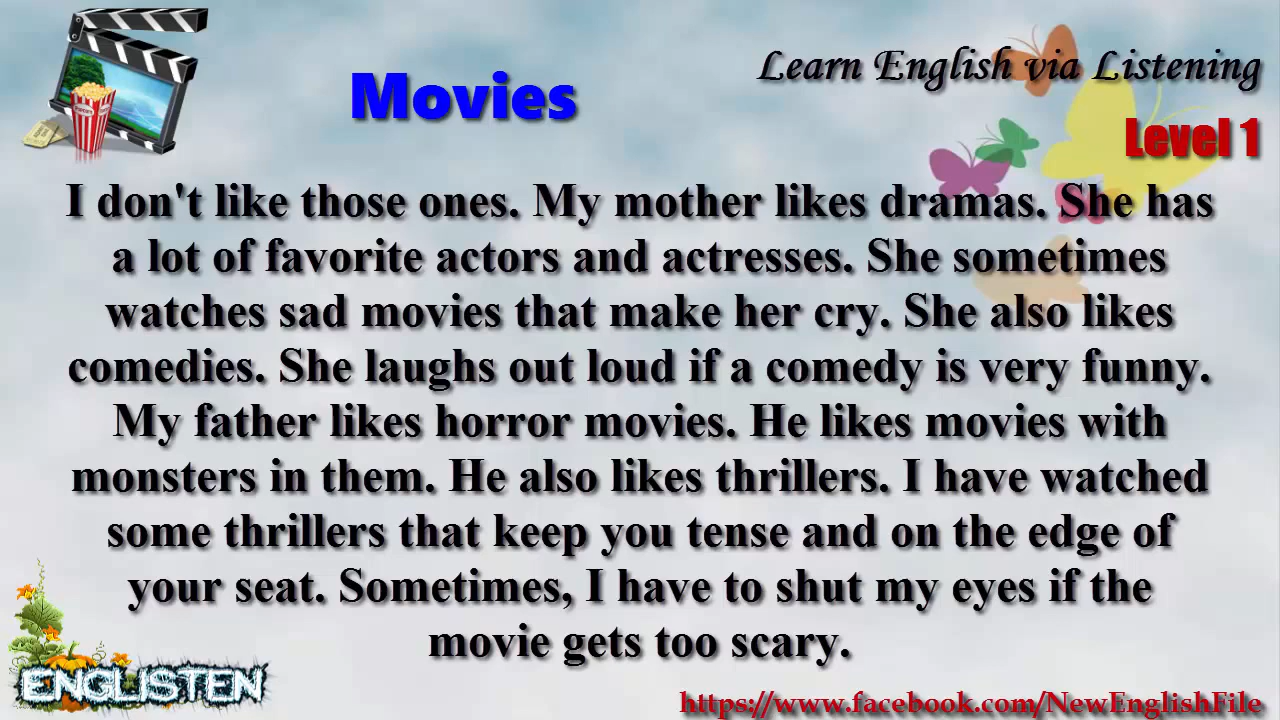 Movies
Learn English via Listening
Level 1
I don't like those ones. My mother likes dramas. She has
a lot of favorite actors and actresses. She sometimes
watches sad movies that make her cry. She also likes
comedies. She laughs out loud if a comedy is very funny.
My father likes horror movies. He likes movies with
monsters in them. He also likes thrillers. I have watched
some thrillers that keep you tense and on the edge of
your seat. Sometimes, I have to shut my eyes if the
movie gets too scary.
ENGLISTEN
https://www.facebook.com/NewEnglishFile